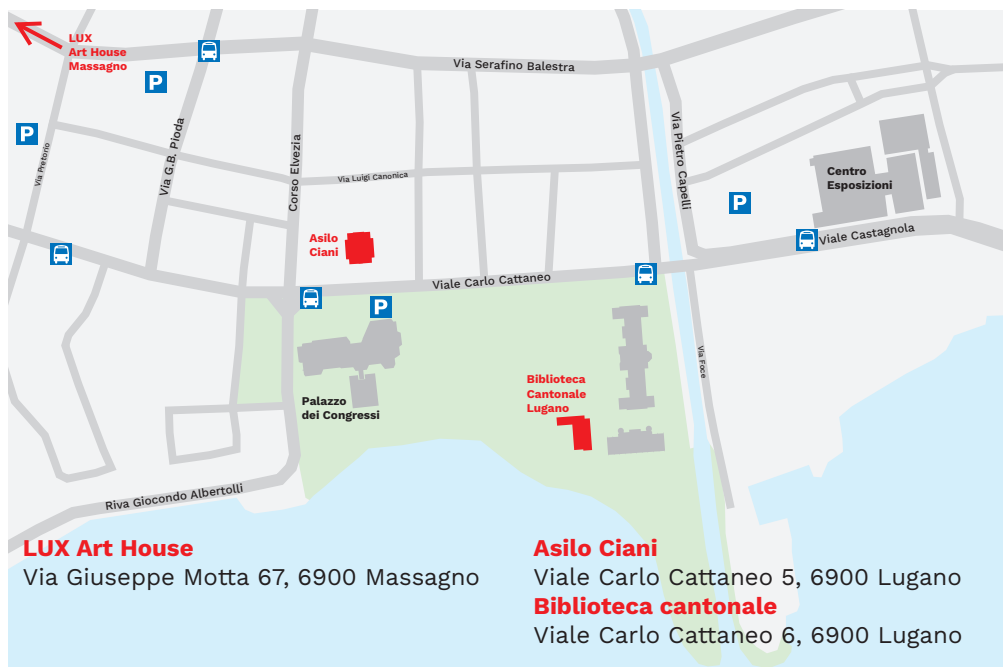 LUX
Art House
Massagno
Via Serafino Balestra
P
P
Via Pretorio
Via G.B. Pioda
Corso Elvezia
Via Luigi Canonica
Via Pietro Capelli
P
Centro
Esposizioni
Viale Castagnola
Asilo
Ciani
Viale Carlo Cattaneo
P
Via Foce
Palazzo
dei Congressi
Biblioteca
Cantonale
Lugano
Riva Giocondo Albertolli
LUX Art House
Via Giuseppe Motta 67, 6900 Massagno
Asilo Ciani
Viale Carlo Cattaneo 5, 6900 Lugano
Biblioteca cantonale
Viale Carlo Cattaneo 6, 6900 Lugano